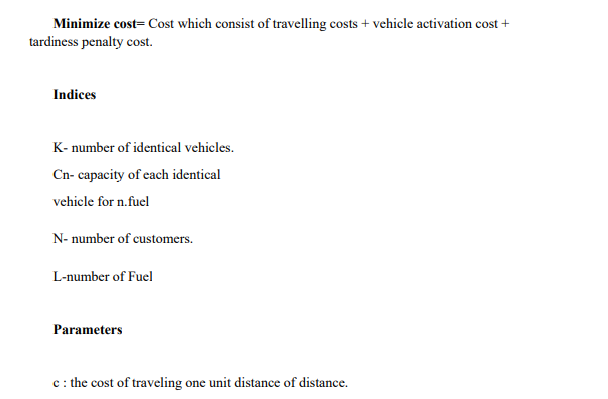 Minimize cost= Cost which consist of travelling costs + vehicle activation cost +
tardiness penalty cost.
Indices
K- number of identical vehicles.
Cn- capacity of each identical
vehicle for n.fuel
N- number of customers.
L-number of Fuel
Parameters
c : the cost of traveling one unit distance of distance.